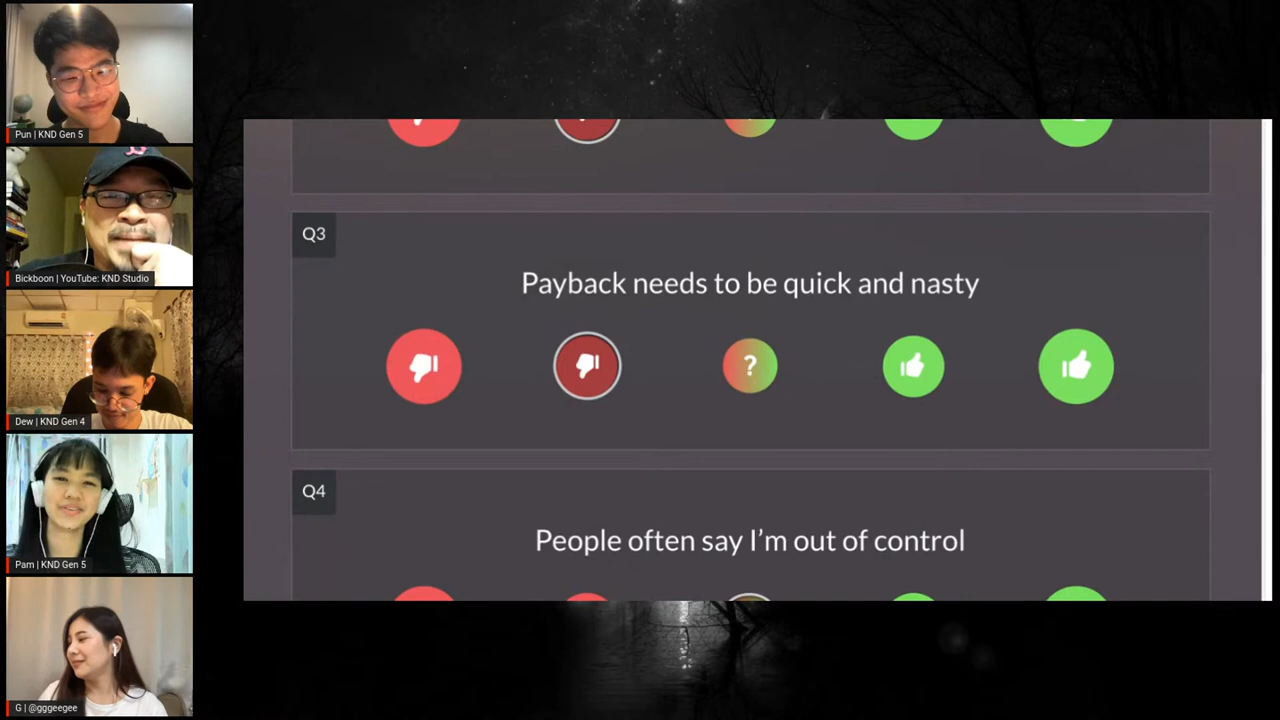 Pun | KND Gen 5
Bickboon | YouTube: KND Studio
Dew | KND Gen 4
Pam | KND Gen 5
G | @gggeegee
Q3
Payback needs to be quick and nasty
?
Q4
People often say I'm out of control